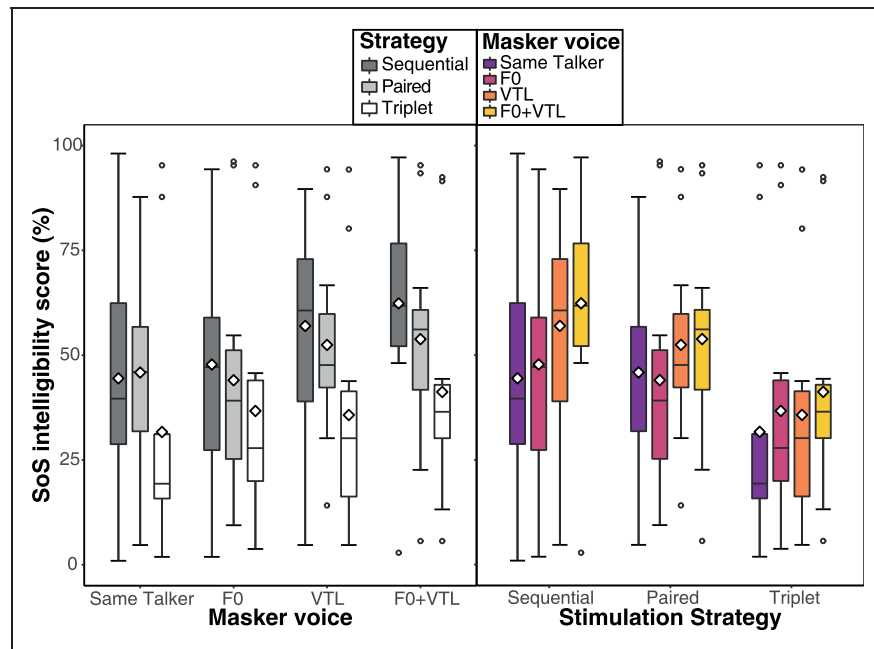 Strategy
Sequential
Paired
Triplet
Masker voice
Same Talker
F0
VTL
F0+VTL
SoS intelligibility score (%)
100
75
50
25
0
Same Talker F0 VTL F0+VTL
Masker voice
Sequential Paired Triplet
Stimulation Strategy